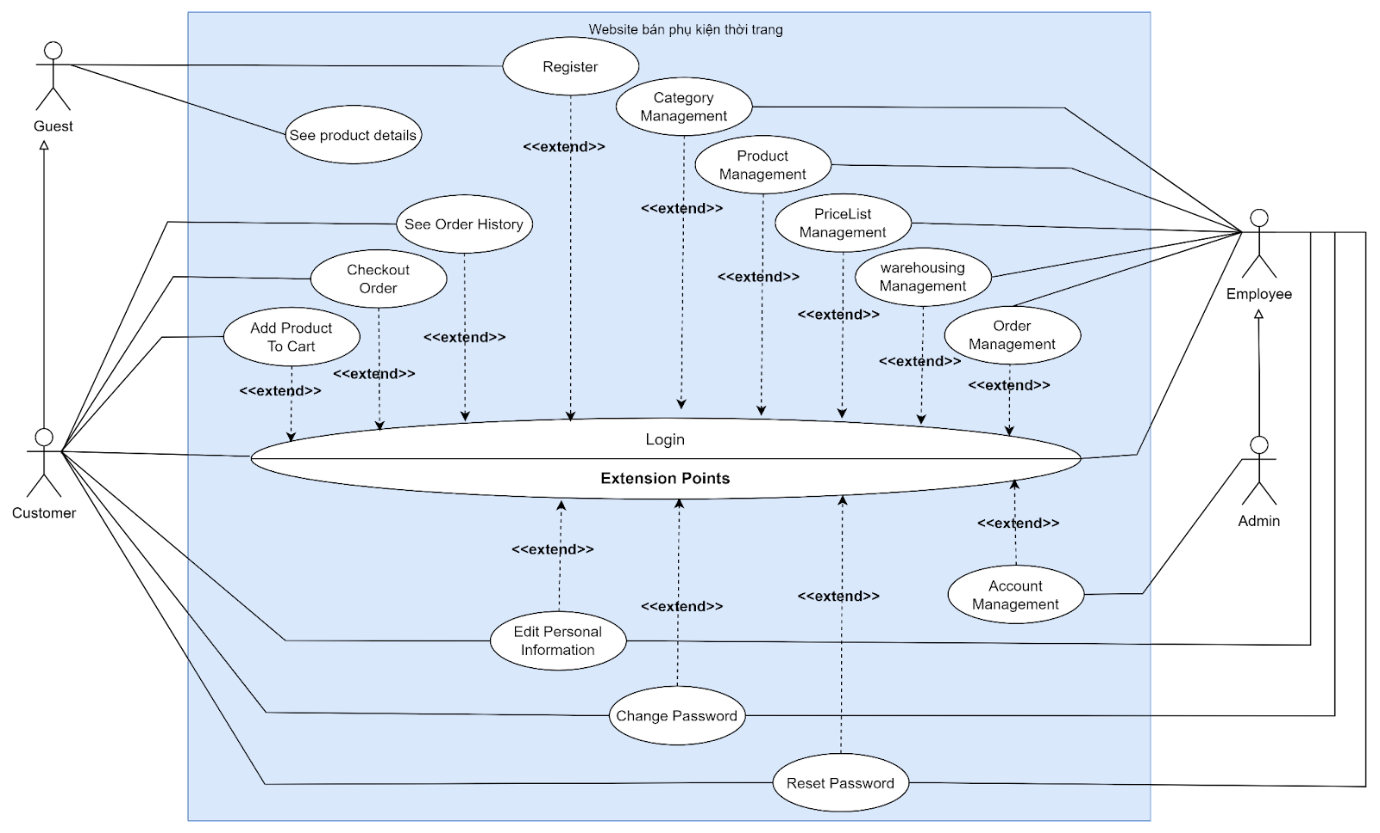 Website bán phụ kiện thời trang
Guest
Register
See product details
<<extend>>
Category
Management
<<extend>>
Product
Management
<<extend>>
PriceList
Management
<<extend>>
warehousing
Management
<<extend>>
Order
Management
<<extend>>
Employee
See Order History
<<extend>>
Checkout
Order
<<extend>>
Add Product
To Cart
<<extend>>
Login
Extension Points
Customer
Admin
<<extend>>
<<extend>>
<<extend>>
<<extend>>
Account
Management
Edit Personal
Information
Change Password
Reset Password